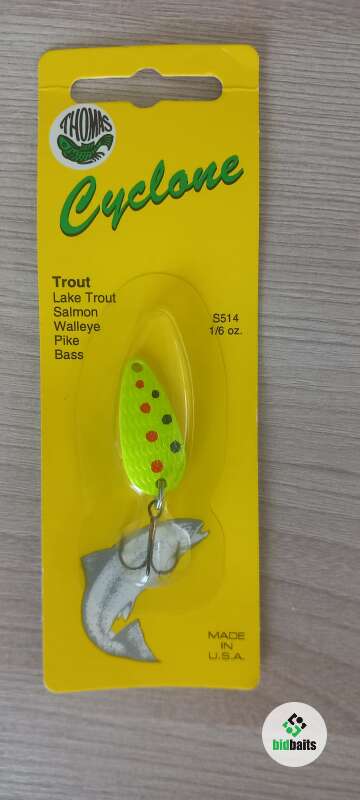 THOMAS
Cyclone
Trout
Lake Trout
Salmon
Walleye
Pike
Bass
S514
1/6 oz.
MADE
IN
U.S.A.
bidbaits